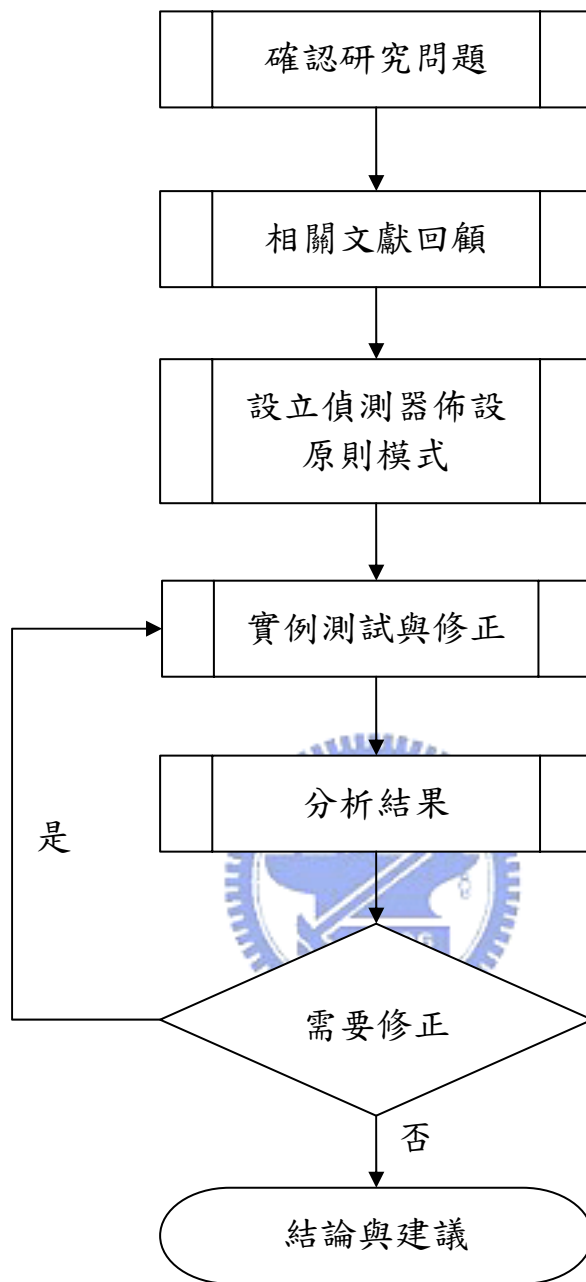 確認研究問題
相關文獻回顧
設立偵測器佈設
原則模式
實例測試與修正
分析結果
是
需要修正
否
結論與建議